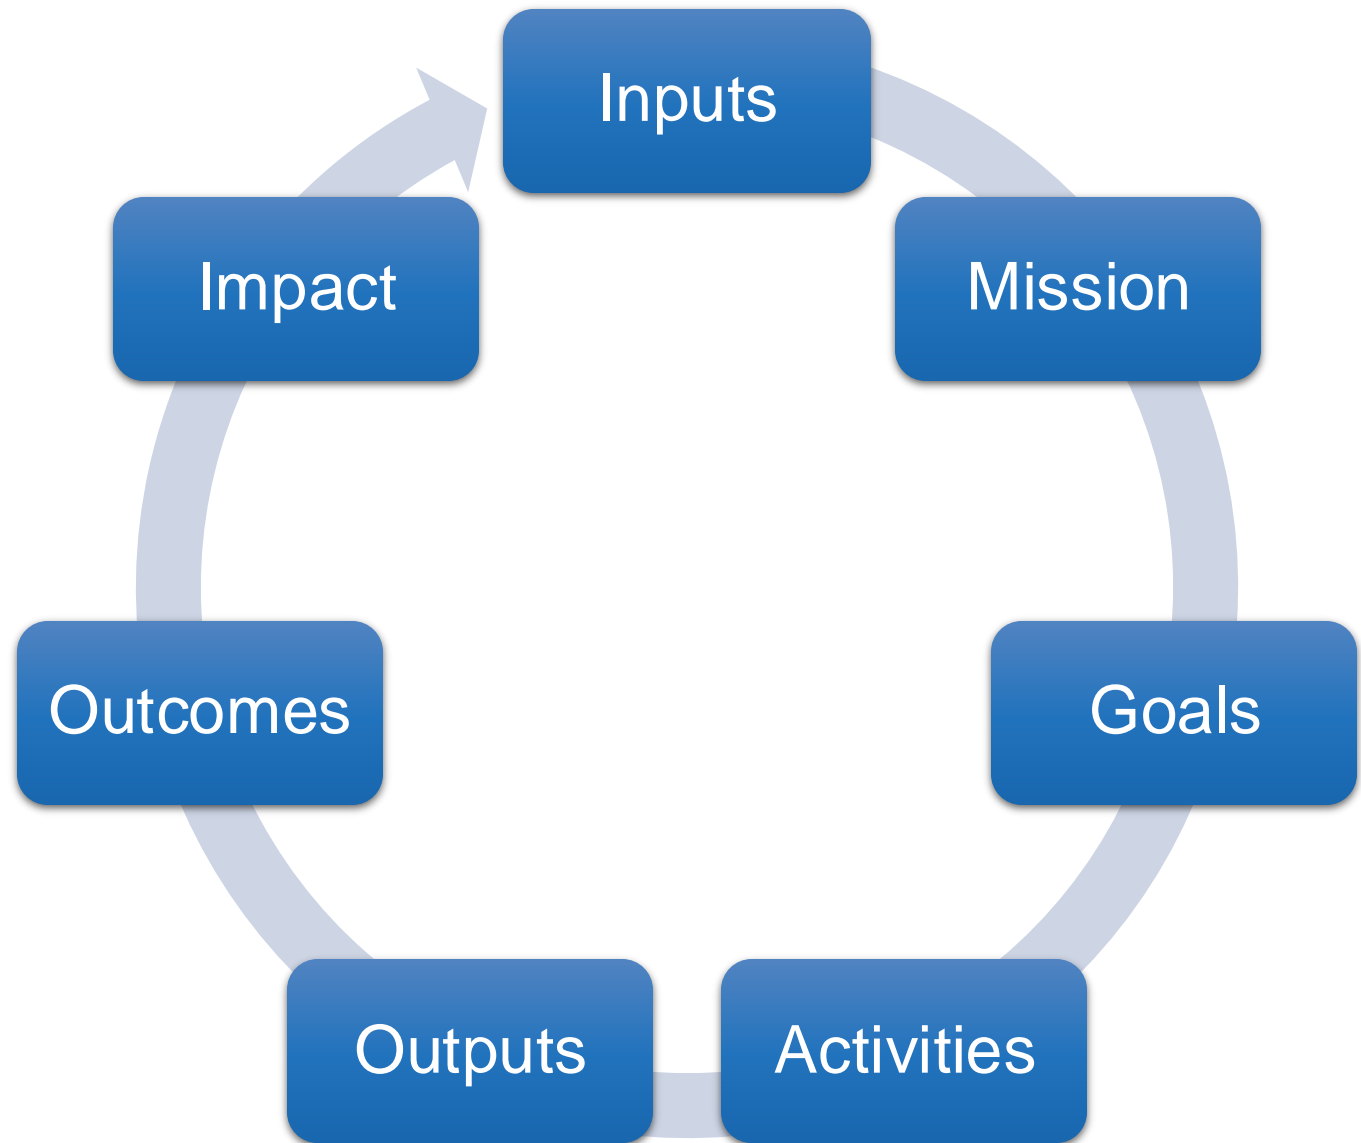 Inputs
Mission
Goals
Activities
Outputs
Outcomes
Impact